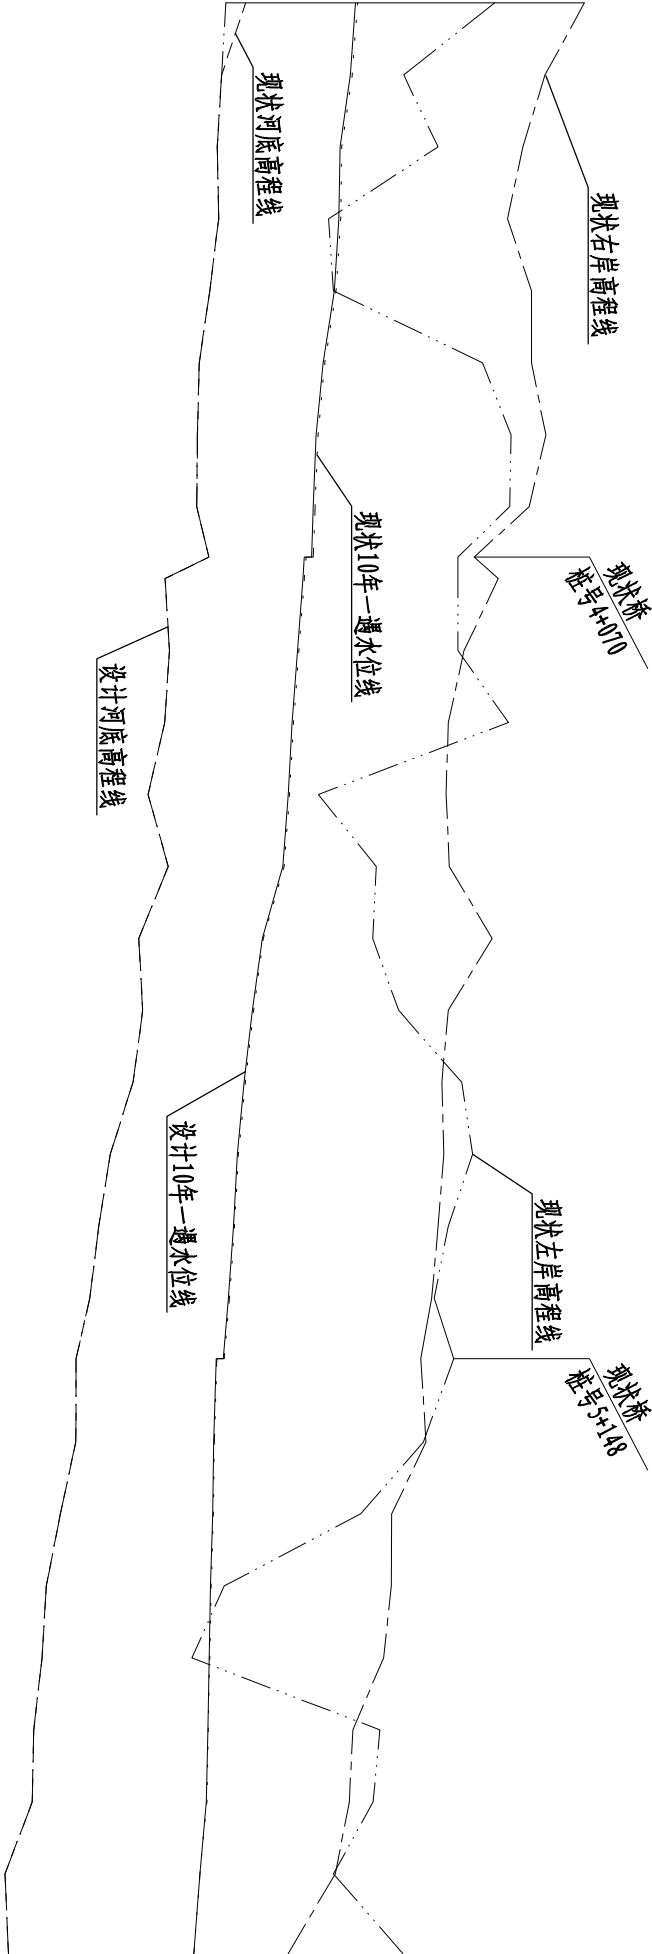 现状河底高程线
现状右岸高程线
现状10年一遇水位线
现状桥
桩号4+070
设计河底高程线
设计10年一遇水位线
现状左岸高程线
现状桥
桩号5+148